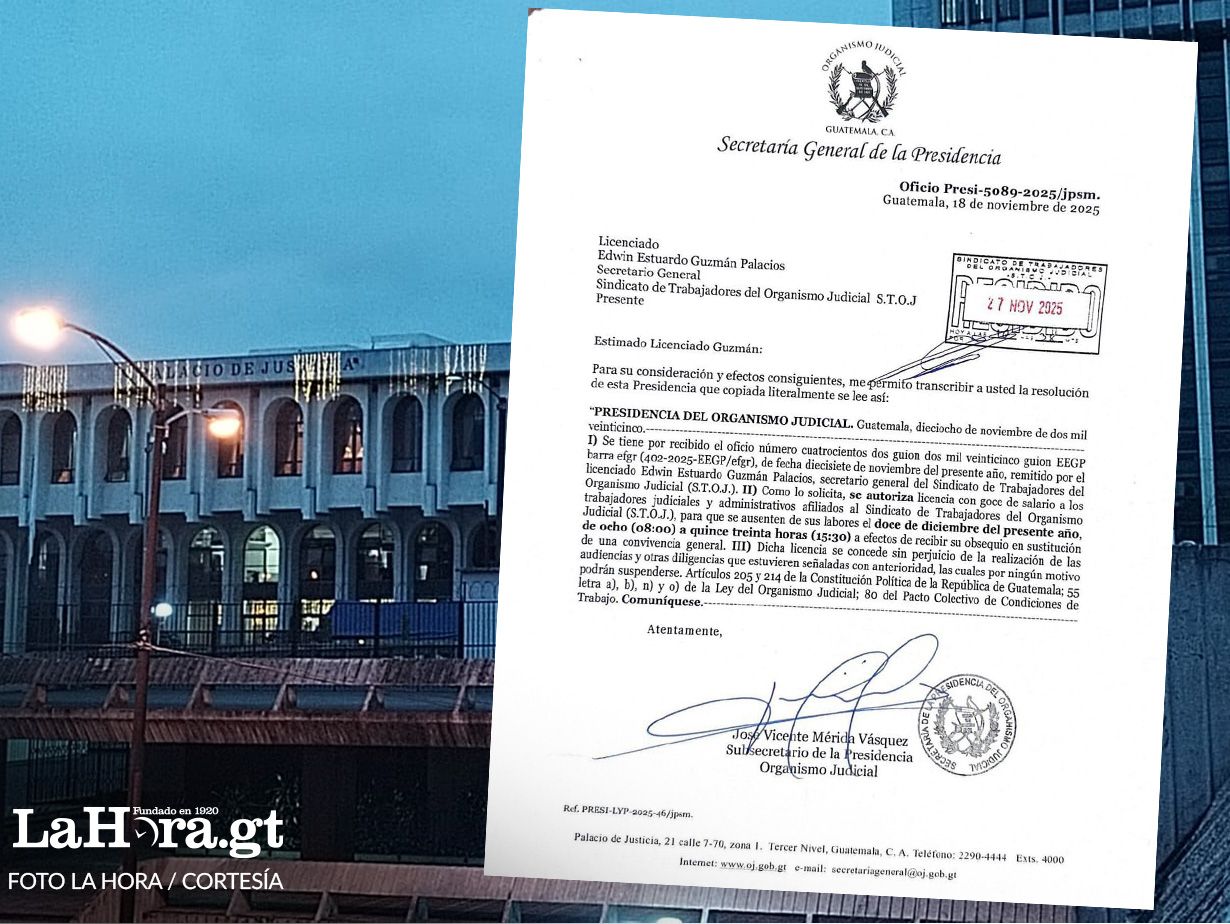 PALACIO DE JUSTICIA
ORGANISMO JUDICIAL
GUATEMALA, C.A.
Secretaría General de la Presidencia
Oficio Presi-5089-2025/jpsm.
Guatemala, 18 de noviembre de 2025
Licenciado
Edwin Estuardo Guzmán Palacios
Secretario General
Sindicato de Trabajadores del Organismo Judicial S.T.O.J
Presente
SINDICATO DE TRABAJADORES
DEL ORGANISMO JUDICIAL
RECIBIDO
27 NOV 2025
Estimado Licenciado Guzmán:
Para su consideración y efectos consiguientes, me permito transcribir a usted la resolución
de esta Presidencia que copiada literalmente se lee así:
"PRESIDENCIA DEL ORGANISMO JUDICIAL. Guatemala, dieciocho de noviembre de dos mil
veinticinco.-----------------------------------------------------------------
I) Se tiene por recibido el oficio número cuatrocientos dos guion dos mil veinticinco guion EEGP
barra efgr (402-2025-EEGP/efgr), de fecha diecisiete de noviembre del presente año, remitido por el
licenciado Edwin Estuardo Guzmán Palacios, secretario general del Sindicato de Trabajadores del
Organismo Judicial (S.T.O.J.). II) Como lo solicita, se autoriza licencia con goce de salario a los
trabajadores judiciales y administrativos afiliados al Sindicato de Trabajadores del Organismo
Judicial (S.T.O.J.), para que se ausenten de sus labores el doce de diciembre del presente año,
de ocho (08:00) a quince treinta horas (15:30) a efectos de recibir su obsequio en sustitución
de una convivencia general. III) Dicha licencia se concede sin perjuicio de la realización de las
audiencias y otras diligencias que estuvieren señaladas con anterioridad, las cuales por ningún motivo
podrán suspenderse. Artículos 205 y 214 de la Constitución Política de la República de Guatemala; 55
letra a), b), n) y o) de la Ley del Organismo Judicial; 80 del Pacto Colectivo de Condiciones de
Trabajo. Comuníquese.-----------------------------------------------------------------
Atentamente,
José Vicente Mérida Vásquez
Subsecretario de la Presidencia
Organismo Judicial
SECRETARÍA DE LA PRESIDENCIA DEL ORGANISMO JUDICIAL
Ref. PRESI-LYP-2025-46/jpsm.
Palacio de Justicia, 21 calle 7-70, zona 1. Tercer Nivel, Guatemala, C. A. Teléfono: 2290-4444 Exts. 4000
Internet: www.oj.gob.gt e-mail: secretariageneral@oj.gob.gt
Fundado en 1920
LaHora.gt
FOTO LA HORA / CORTESÍA